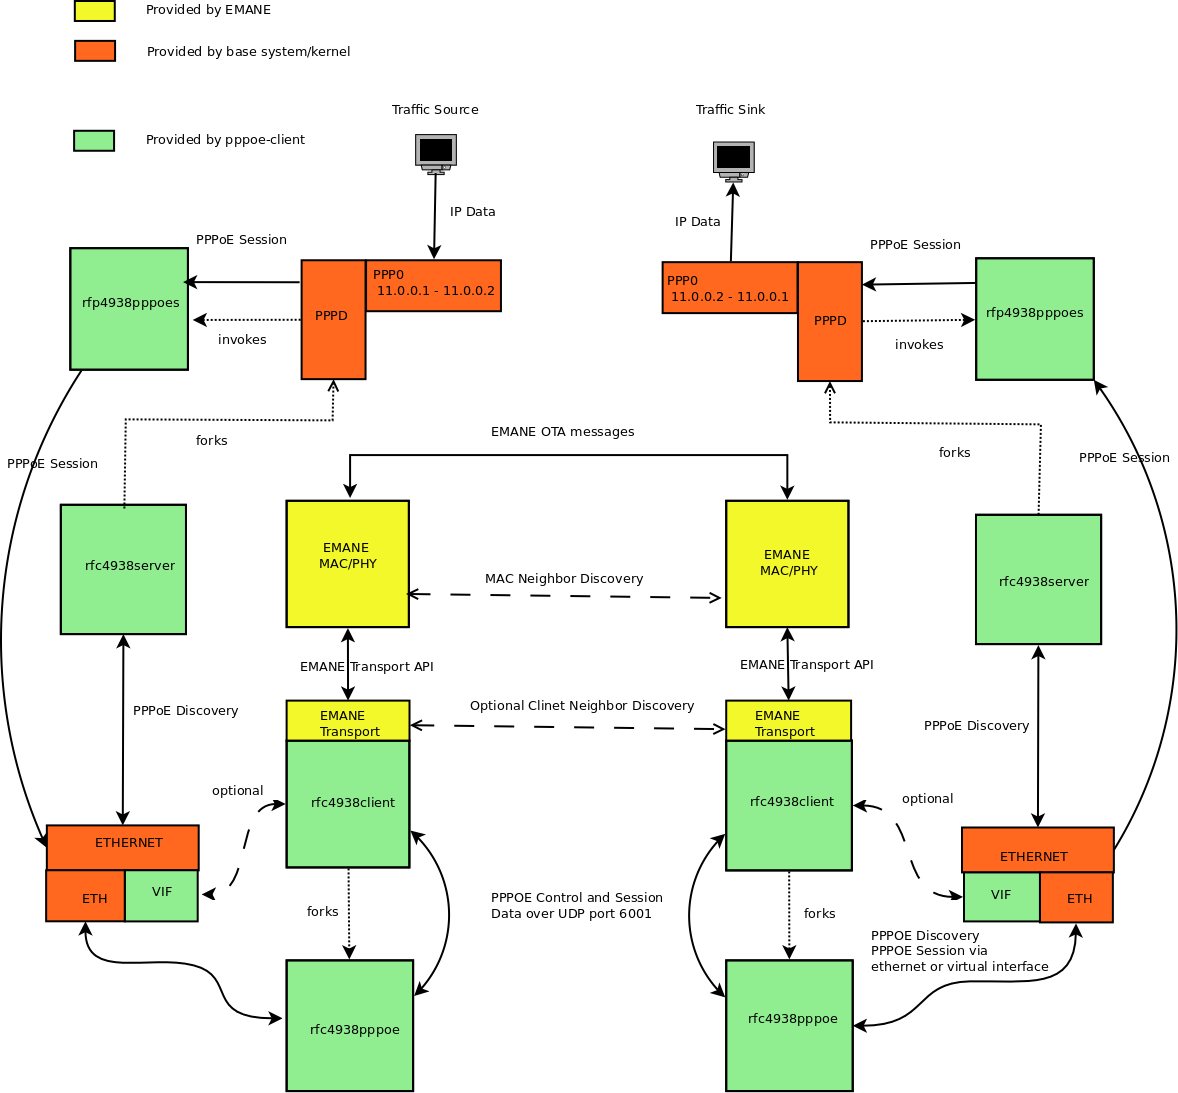 Provided by EMANE
Provided by base system/kernel
Provided by pppoe-client
Traffic Source
Traffic Sink
IP Data
IP Data
PPPoE Session
PPPoE Session
rfp4938pppoes
PPPD
PPP0
11.0.0.1 - 11.0.0.2
PPP0
11.0.0.2 - 11.0.0.1
PPPD
rfp4938pppoes
invokes
invokes
forks
forks
EMANE OTA messages
PPPoE Session
PPPoE Session
rfc4938server
EMANE
MAC/PHY
EMANE
MAC/PHY
rfc4938server
MAC Neighbor Discovery
EMANE Transport API
EMANE Transport API
PPPoE Discovery
Optional Clinet Neighbor Discovery
PPPoE Discovery
EMANE
Transport
EMANE
Transport
optional
optional
rfc4938client
rfc4938client
ETHERNET
ETH
VIF
ETHERNET
VIF
ETH
forks
PPPOE Control and Session
Data over UDP port 6001
forks
PPPOE Discovery
PPPOE Session via
ethernet or virtual interface
rfc4938pppoe
rfc4938pppoe